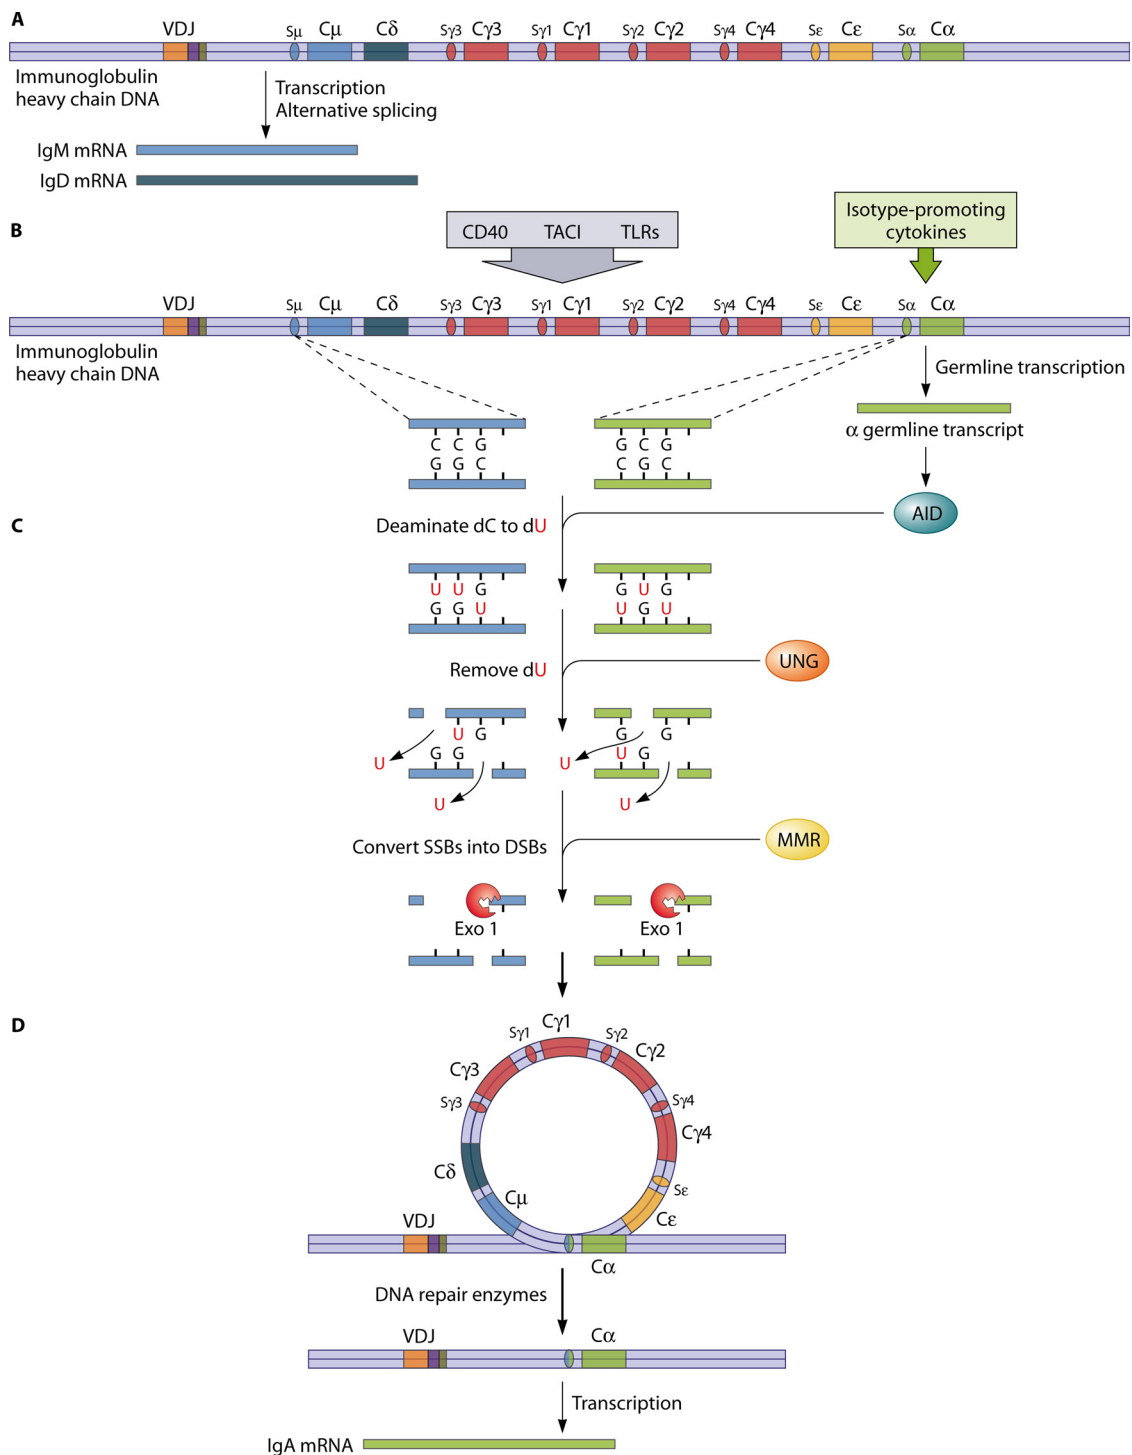 A
VDJ Sμ Cμ Cδ Sγ3 Cγ3 Sγ1 Cγ1 Sγ2 Cγ2 Sγ4 Cγ4 Sε Cε Sα Cα
Immunoglobulin
heavy chain DNA
Transcription
Alternative splicing
IgM mRNA
IgD mRNA
B
CD40 TACI TLRs
Isotype-promoting
cytokines
VDJ Sμ Cμ Cδ Sγ3 Cγ3 Sγ1 Cγ1 Sγ2 Cγ2 Sγ4 Cγ4 Sε Cε Sα Cα
Immunoglobulin
heavy chain DNA
Germline transcription
α germline transcript
C C G G C G
G G C C G C
C
Deaminate dC to dU
AID
U U G G U G
G G U U G U
Remove dU
UNG
U G G G
U G G U U G
U U
Convert SSBs into DSBs
MMR
Exo 1 Exo 1
D
Sγ1 Cγ1 Sγ2
Cγ3 Cγ2
Sγ3 Sγ4
Cγ4
Cδ Cμ Sε
Cε
VDJ
Cα
DNA repair enzymes
VDJ Cα
Transcription
IgA mRNA